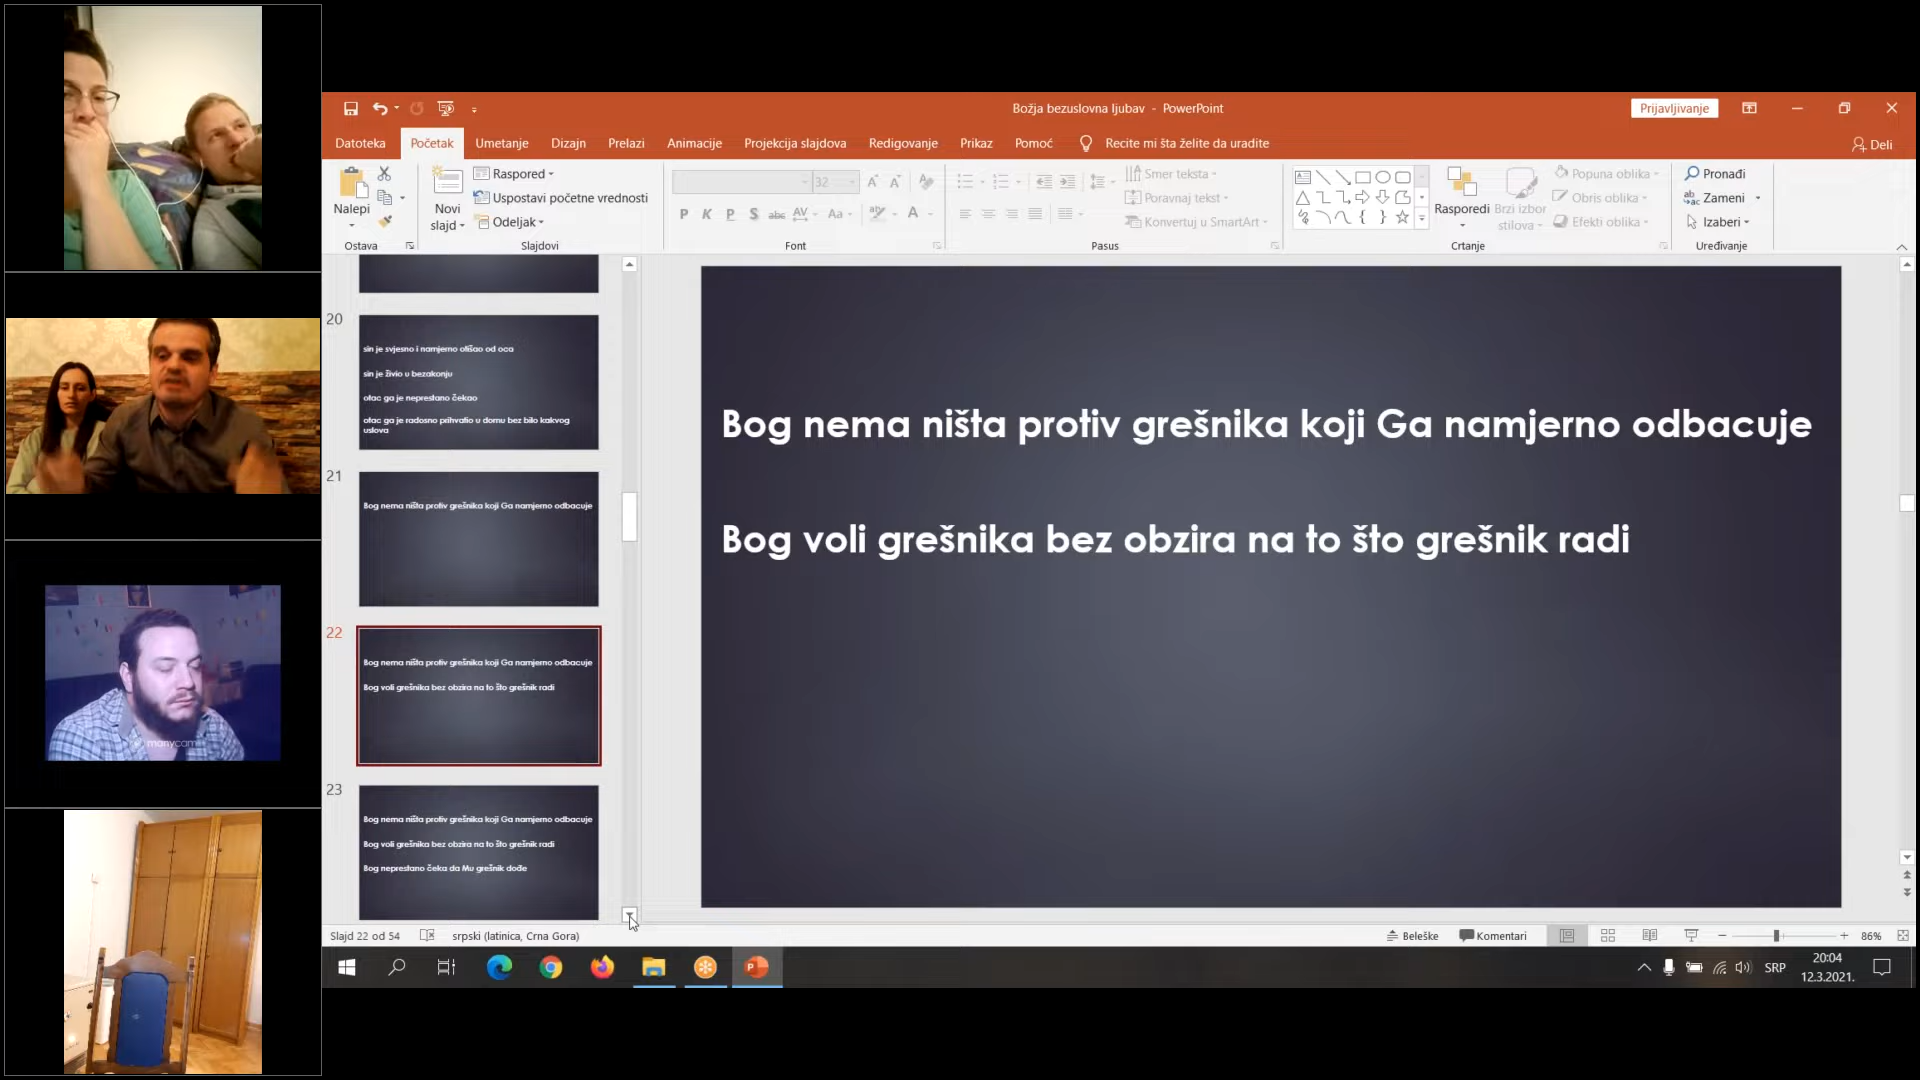 Božja bezuslovna ljubav - PowerPoint
Prijavljivanje
Datoteka Početak Umetanje Dizajn Prelazi Animacije Projekcija slajdova Redigovanje Prikaz Pomoć Recite mi šta želite da uradite
Deli
Nalepi
Novi slajd
Raspored
Uspostavi početne vrednosti
Odeljak
32
P K P S abc AV Aa A
Smer teksta
Poravnaj tekst
Konvertuj u SmartArt
Rasporedi
Brzi izbor stilova
Popuna oblika
Obris oblika
Efekti oblika
Pronađi
Zameni
Izaberi
Ostava Slajdovi Font Pasus Crtanje Uređivanje
20
sin je svjesno i namjerno otišao od oca
sin je živio u bezakonju
otac ga je neprestano čekao
otac ga je radosno prihvatio u domu bez bilo kakvog
uslova
21
Bog nema ništa protiv grešnika koji Ga namjerno odbacuje
22
Bog nema ništa protiv grešnika koji Ga namjerno odbacuje
Bog voli grešnika bez obzira na to što grešnik radi
23
Bog nema ništa protiv grešnika koji Ga namjerno odbacuje
Bog voli grešnika bez obzira na to što grešnik radi
Bog neprestano čeka da Mu grešnik dođe
Bog nema ništa protiv grešnika koji Ga namjerno odbacuje
Bog voli grešnika bez obzira na to što grešnik radi
manycam
Slajd 22 od 54 srpski (latinica, Crna Gora) Beleške Komentari 86%
SRP
20:04
12.3.2021.